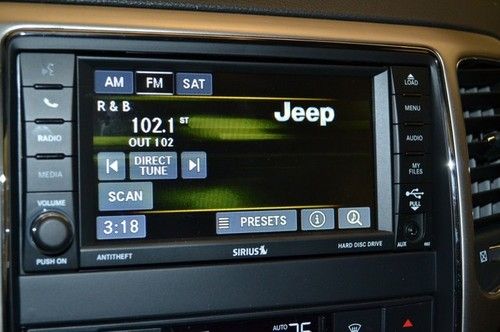 AM FM SAT
LOAD
R & B
MENU
102.1 ST
Jeep
OUT 102
RADIO
AUDIO
DIRECT TUNE
MEDIA
MY FILES
SCAN
VOLUME
PULL
3:18
PRESETS
PUSH ON
ANTITHEFT
SIRIUS
HARD DISC DRIVE
AUX
AUTO 75